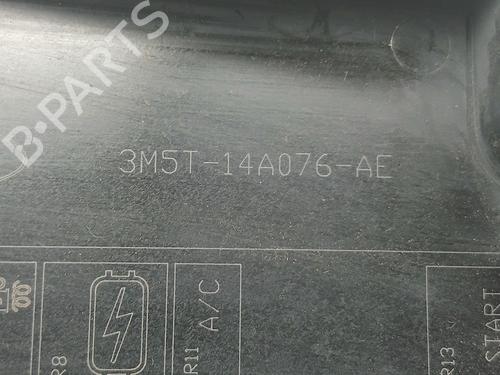 B-PARTS
3M5T-14A076-AE
R8
R11
A/C
R13
START